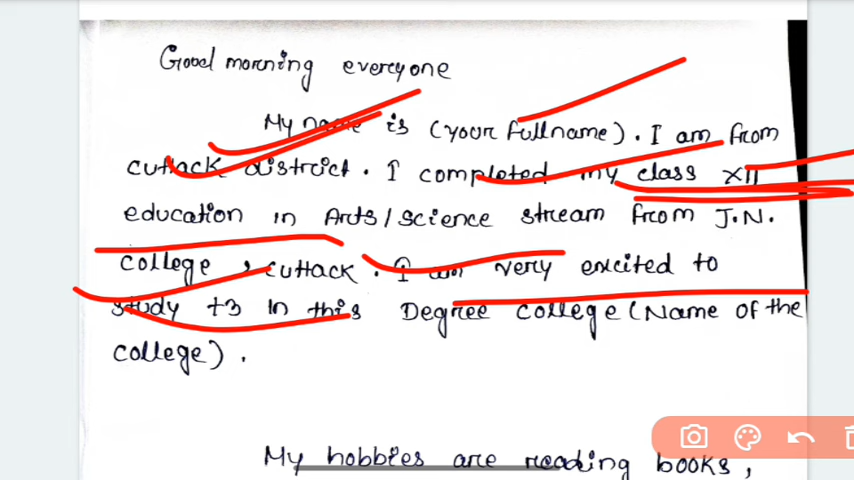 Good morning everyone
My name is (your fullname). I am from
cuttack district. I completed my class XII
education in Arts/Science stream from J.N.
college, cuttack. I am very excited to
study +3 in this Degree college (Name of the
college).
My hobbies are reading books,